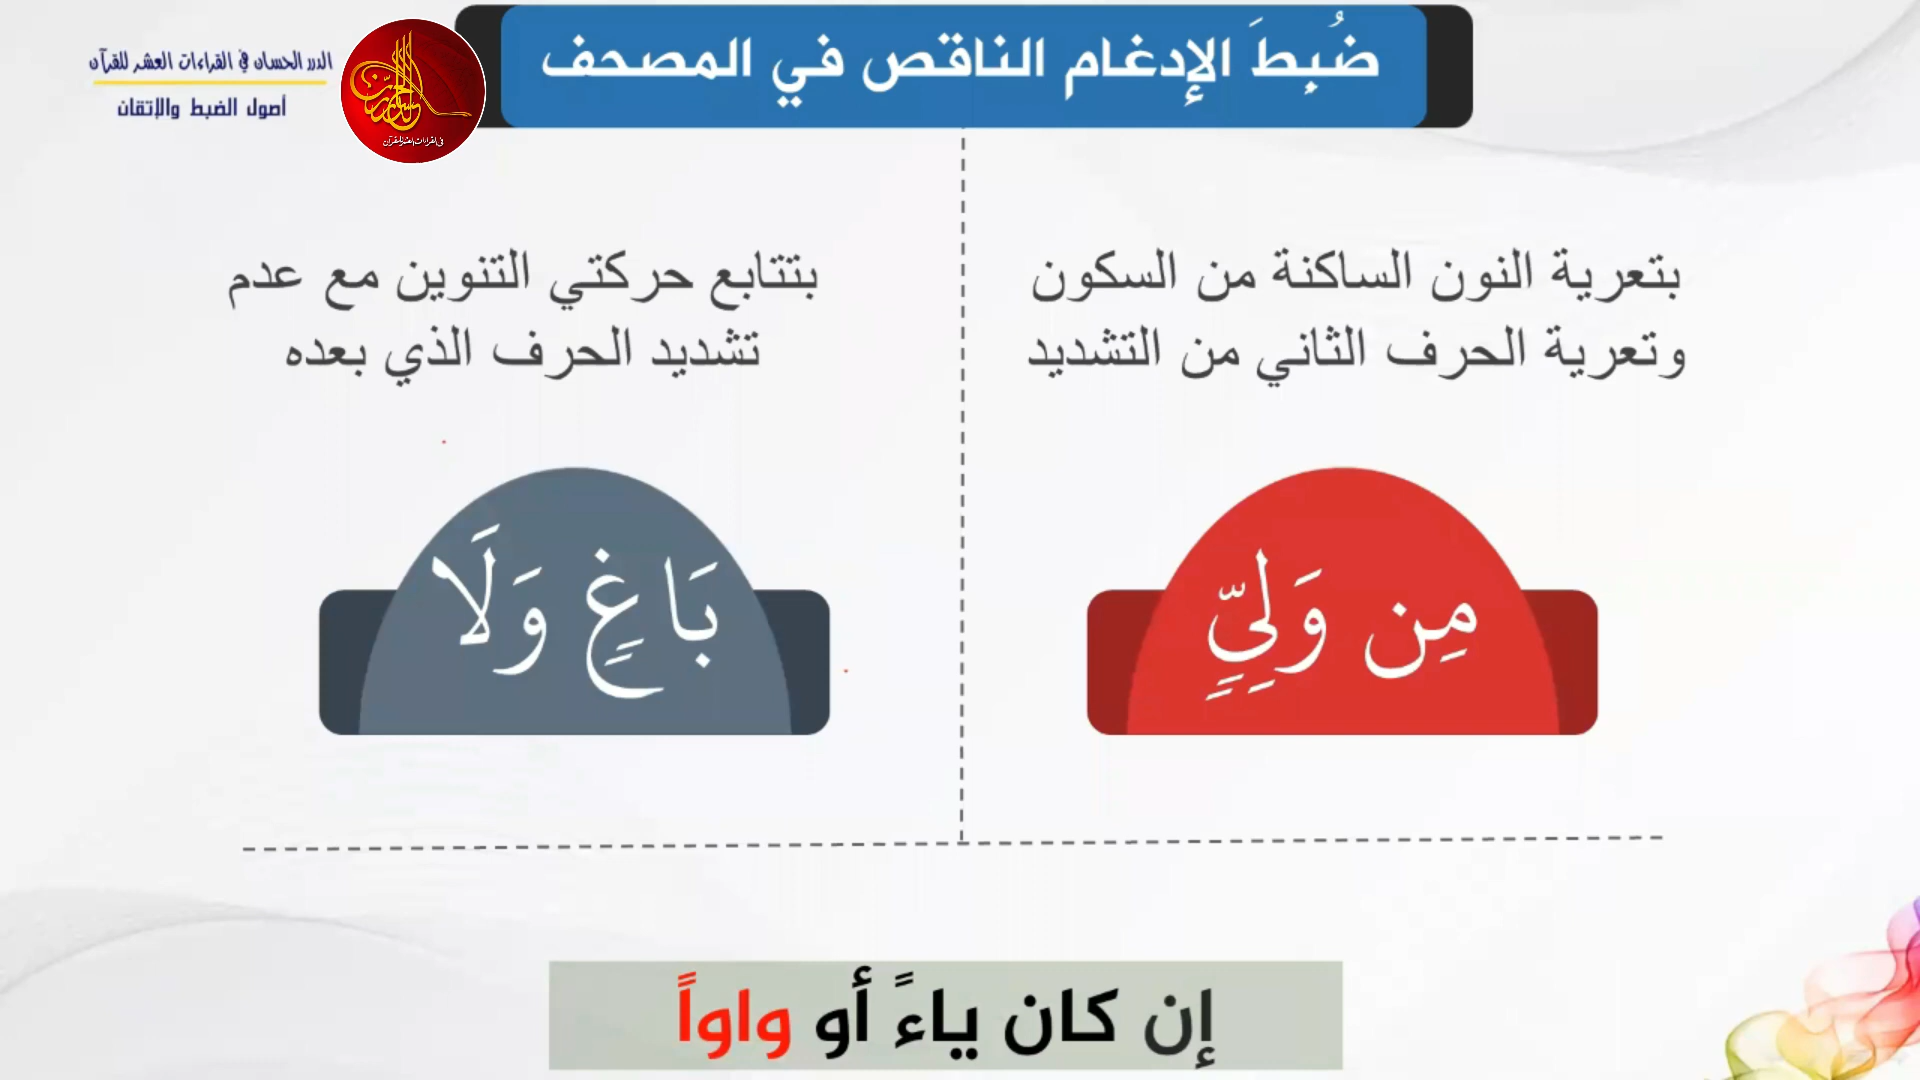 ضُبِطَ الإدغام الناقص في المصحف
الدرر الحسان في القراءات العشر للقرآن
أصول الضبط والإتقان
بتعرية النون الساكنة من السكون
وتعرية الحرف الثاني من التشديد
مِن وَلِيّٖ
بتتابع حركتي التنوين مع عدم
تشديد الحرف الذي بعده
بَاغٖ وَلَا
إن كان ياءً أو واواً